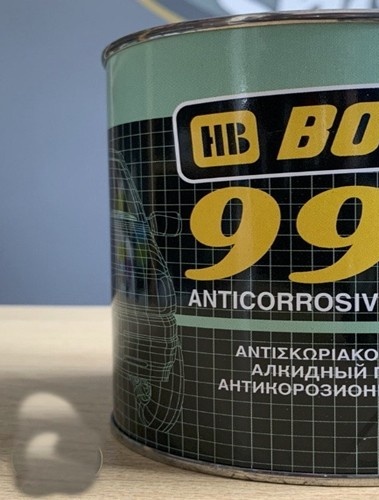 HB BO
99
ANTICORROSIV
ΑΝΤΙΣΚΩΡΙΑΚΟ
АЛКИДНЫЙ Г
АНТИКОРОЗИОН